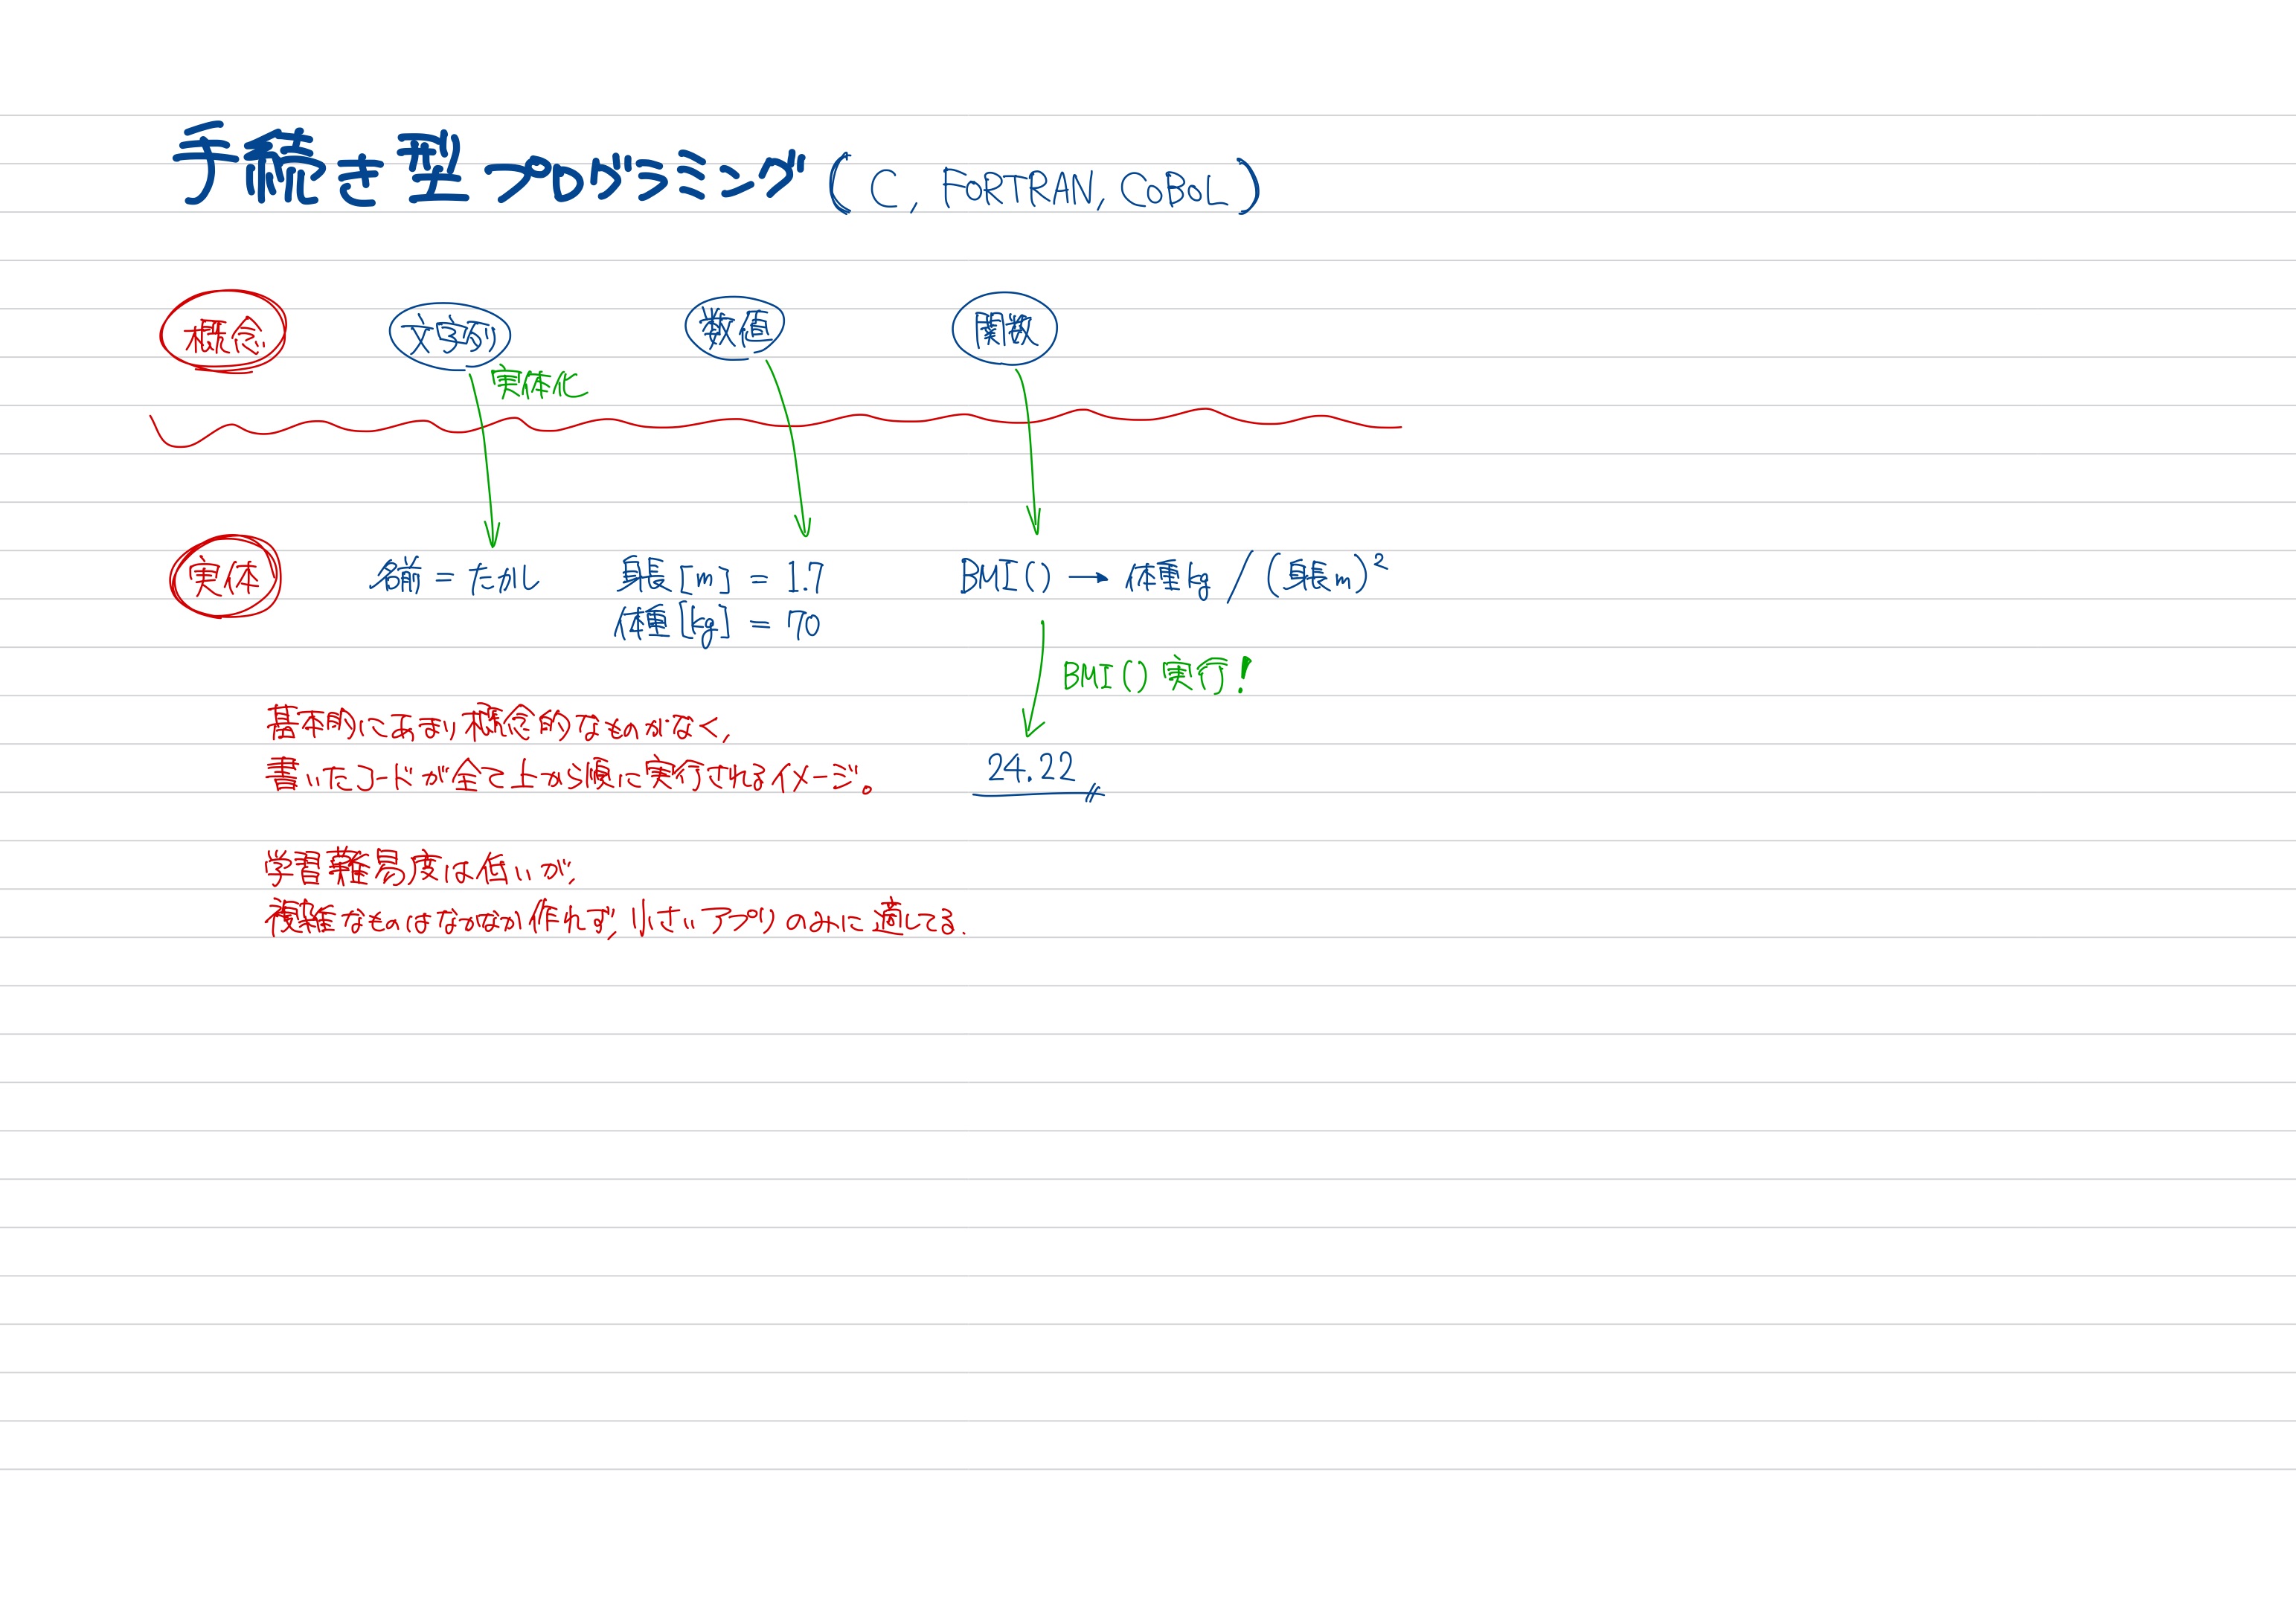 手続き型プログラミング (C, FORTRAN, COBOL)
概念 文字列 数値 関数
実体化
実体 名前 = たかし 身長[m] = 1.7 BMI() → 体重kg / (身長m)²
体重[kg] = 70
BMI() 実行!
基本的にあまり概念的なものがなく,
書いたコードが全て上から順に実行されるイメージ。
24.22
学習難易度は低いが,
複雑なものはなかなか作れず, 小さいアプリのみに適してる.